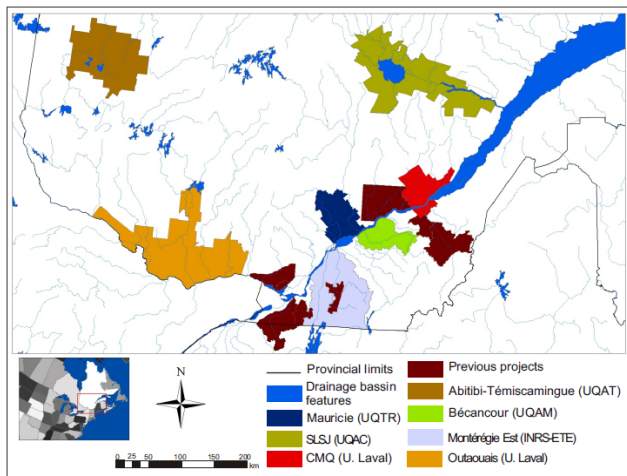 Provincial limits
Drainage bassin
features
Mauricie (UQTR)
SLSJ (UQAC)
CMQ (U. Laval)
Previous projects
Abitibi-Témiscamingue (UQAT)
Bécancour (UQAM)
Montérégie Est (INRS-ETE)
Outaouais (U. Laval)
N
W E
S
0 25 50 100 150 200
km